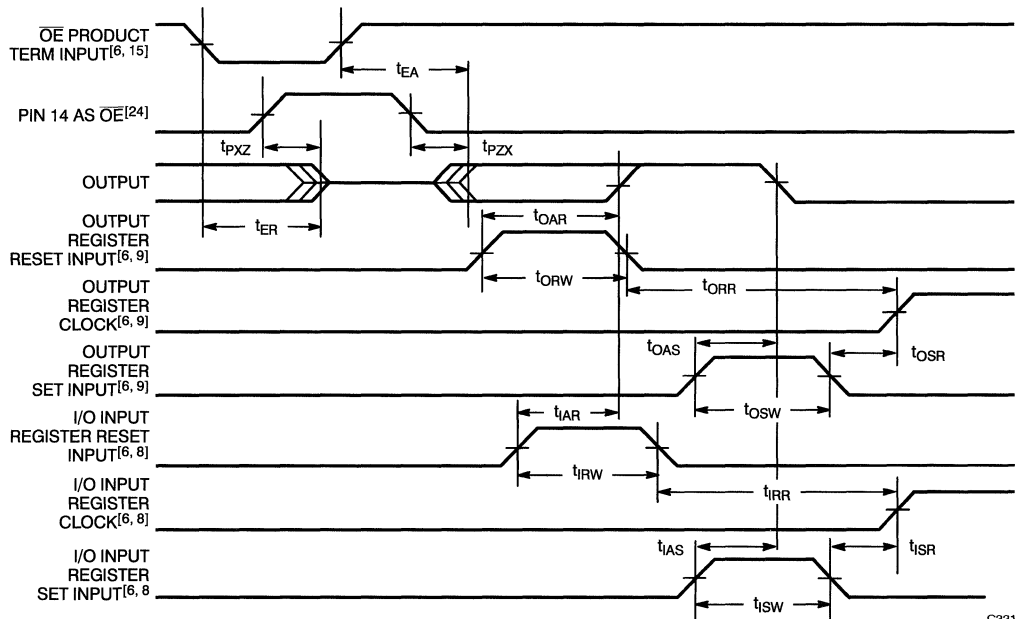 OE PRODUCT
TERM INPUT[6, 15]
tEA
PIN 14 AS OE[24]
tPXZ
tPZX
OUTPUT
tER
tOAR
OUTPUT
REGISTER
RESET INPUT[6, 9]
tORW
tORR
OUTPUT
REGISTER
CLOCK[6, 9]
tOAS
tOSR
OUTPUT
REGISTER
SET INPUT[6, 9]
tOSW
tIAR
I/O INPUT
REGISTER RESET
INPUT[6, 8]
tIRW
tIRR
I/O INPUT
REGISTER
CLOCK[6, 8]
tIAS
tISR
I/O INPUT
REGISTER
SET INPUT[6, 8
tISW